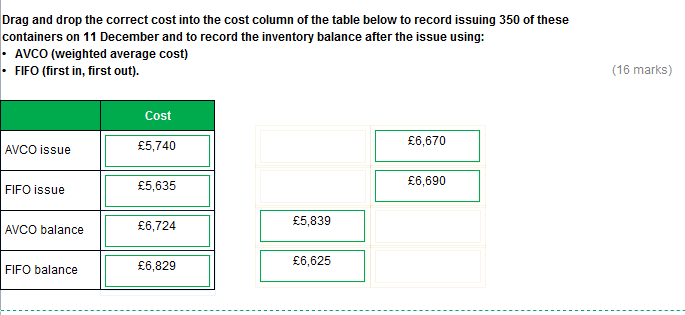 Drag and drop the correct cost into the cost column of the table below to record issuing 350 of these
containers on 11 December and to record the inventory balance after the issue using:
• AVCO (weighted average cost)
• FIFO (first in, first out).
(16 marks)
Cost
AVCO issue £5,740 £6,670
FIFO issue £5,635 £6,690
AVCO balance £6,724 £5,839
FIFO balance £6,829 £6,625